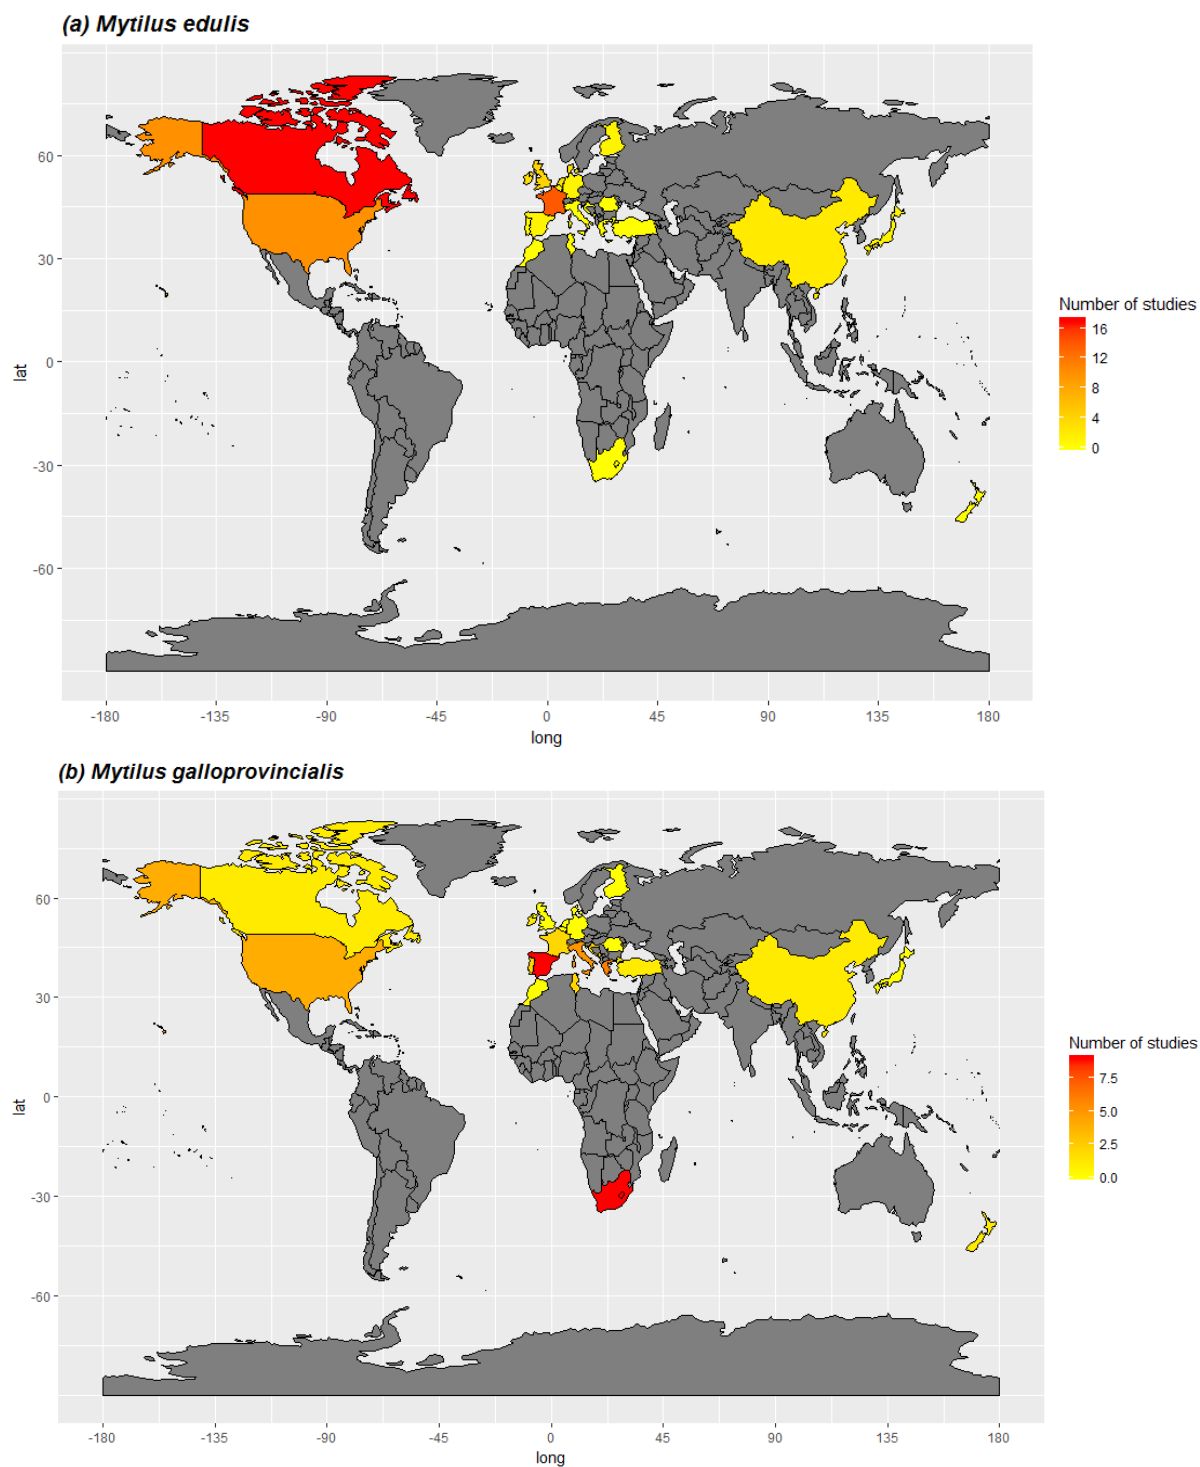 (a) Mytilus edulis
60
30
0
-30
-60
lat
-180 -135 -90 -45 0 45 90 135 180
long
Number of studies
16
12
8
4
0
(b) Mytilus galloprovincialis
60
30
0
-30
-60
lat
-180 -135 -90 -45 0 45 90 135 180
long
Number of studies
7.5
5.0
2.5
0.0